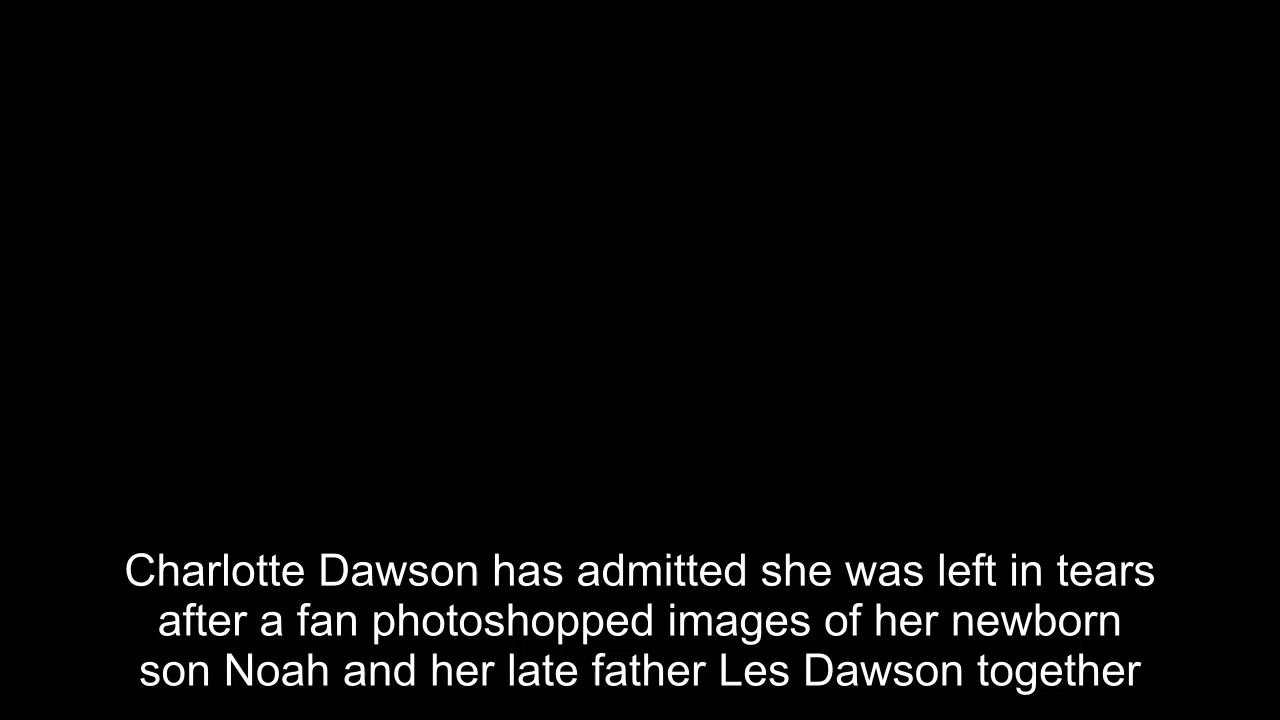 Charlotte Dawson has admitted she was left in tears
after a fan photoshopped images of her newborn
son Noah and her late father Les Dawson together